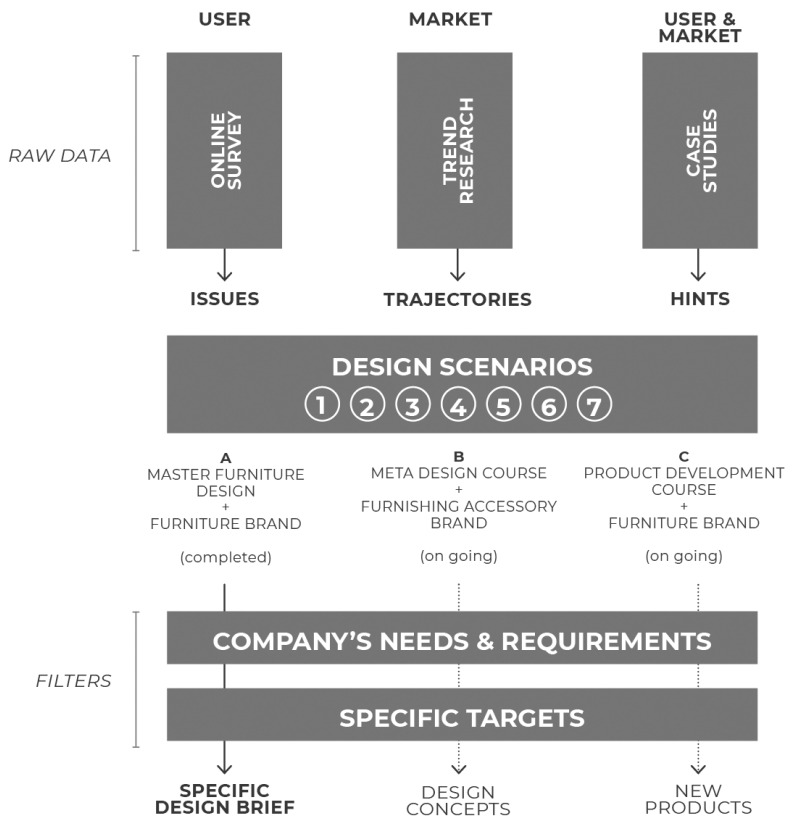 USER
MARKET
USER &
MARKET
RAW DATA
ONLINE
SURVEY
TREND
RESEARCH
CASE
STUDIES
ISSUES
TRAJECTORIES
HINTS
DESIGN SCENARIOS
1 2 3 4 5 6 7
A
MASTER FURNITURE
DESIGN
+
FURNITURE BRAND
(completed)
B
META DESIGN COURSE
+
FURNISHING ACCESSORY
BRAND
(on going)
C
PRODUCT DEVELOPMENT
COURSE
+
FURNITURE BRAND
(on going)
FILTERS
COMPANY'S NEEDS & REQUIREMENTS
SPECIFIC TARGETS
SPECIFIC
DESIGN BRIEF
DESIGN
CONCEPTS
NEW
PRODUCTS